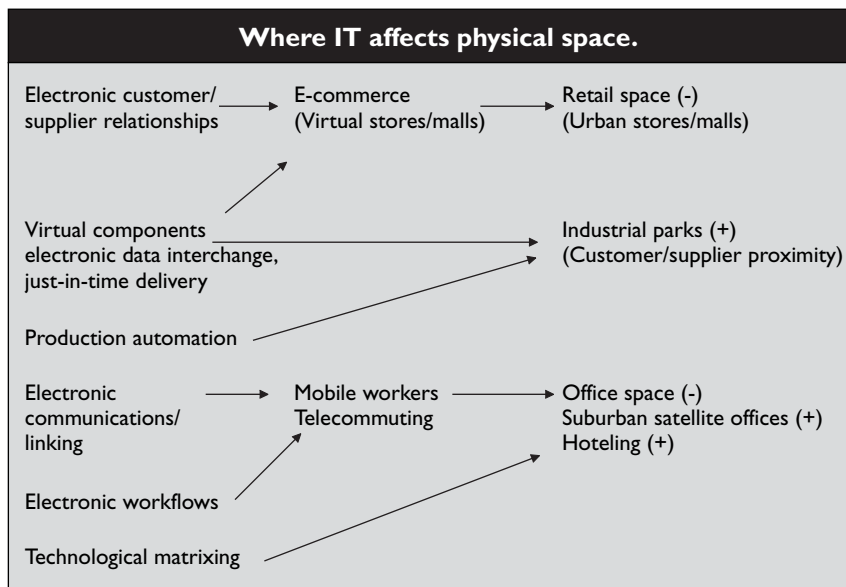 Where IT affects physical space.
Electronic customer/
supplier relationships
E-commerce
(Virtual stores/malls)
Retail space (-)
(Urban stores/malls)
Virtual components
electronic data interchange,
just-in-time delivery
Industrial parks (+)
(Customer/supplier proximity)
Production automation
Electronic
communications/
linking
Mobile workers
Telecommuting
Office space (-)
Suburban satellite offices (+)
Hoteling (+)
Electronic workflows
Technological matrixing